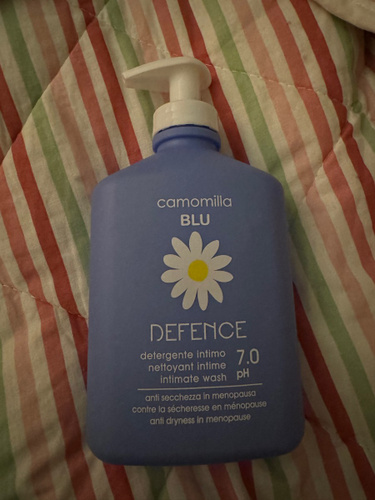 camomilla
BLU
DEFENCE
detergente intimo
nettoyant intime
intimate wash
7.0
pH
anti secchezza in menopausa
contre la sécheresse en ménopause
anti dryness in menopause